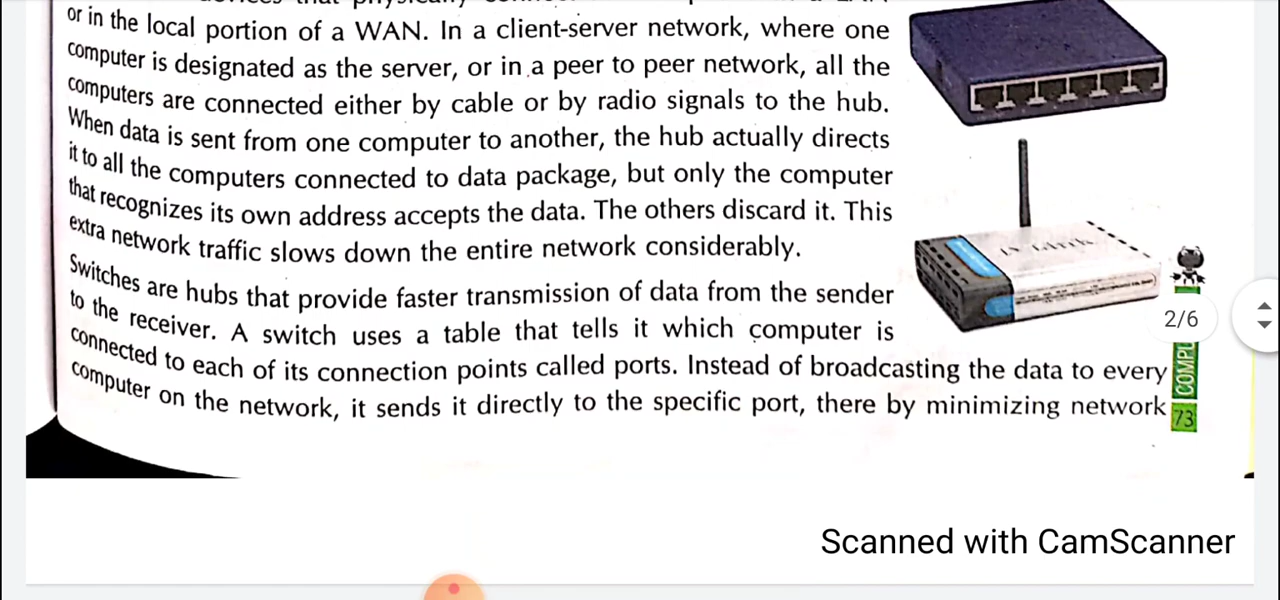 or in the local portion of a WAN. In a client-server network, where one
computer is designated as the server, or in a peer to peer network, all the
computers are connected either by cable or by radio signals to the hub.
When data is sent from one computer to another, the hub actually directs
it to all the computers connected to data package, but only the computer
that recognizes its own address accepts the data. The others discard it. This
extra network traffic slows down the entire network considerably.
Switches are hubs that provide faster transmission of data from the sender
to the receiver. A switch uses a table that tells it which computer is
connected to each of its connection points called ports. Instead of broadcasting the data to every
computer on the network, it sends it directly to the specific port, there by minimizing network
2/6
COMPU
73
Scanned with CamScanner